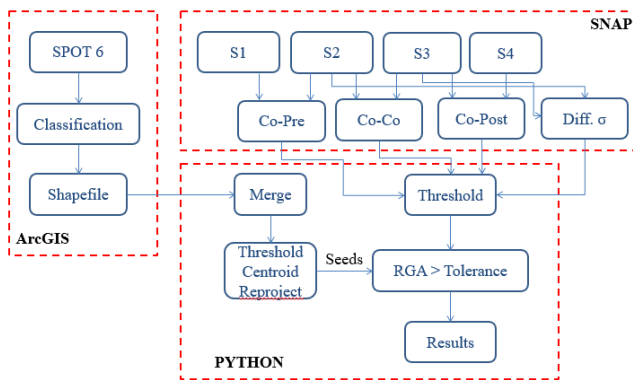 SNAP
SPOT 6
S1
S2
S3
S4
Classification
Co-Pre
Co-Co
Co-Post
Diff. σ
Shapefile
Merge
Threshold
ArcGIS
Threshold
Centroid
Reproject
Seeds
RGA > Tolerance
Results
PYTHON